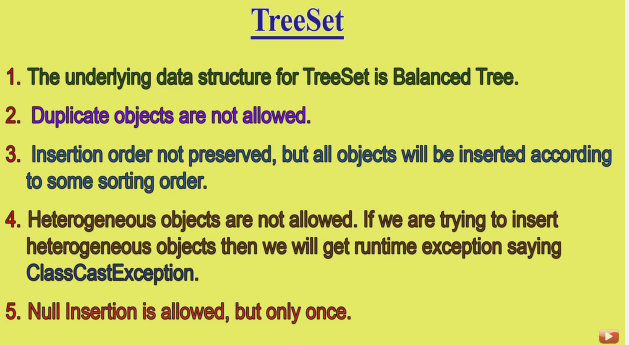 TreeSet
1. The underlying data structure for TreeSet is Balanced Tree.
2. Duplicate objects are not allowed.
3. Insertion order not preserved, but all objects will be inserted according
to some sorting order.
4. Heterogeneous objects are not allowed. If we are trying to insert
heterogeneous objects then we will get runtime exception saying
ClassCastException.
5. Null Insertion is allowed, but only once.